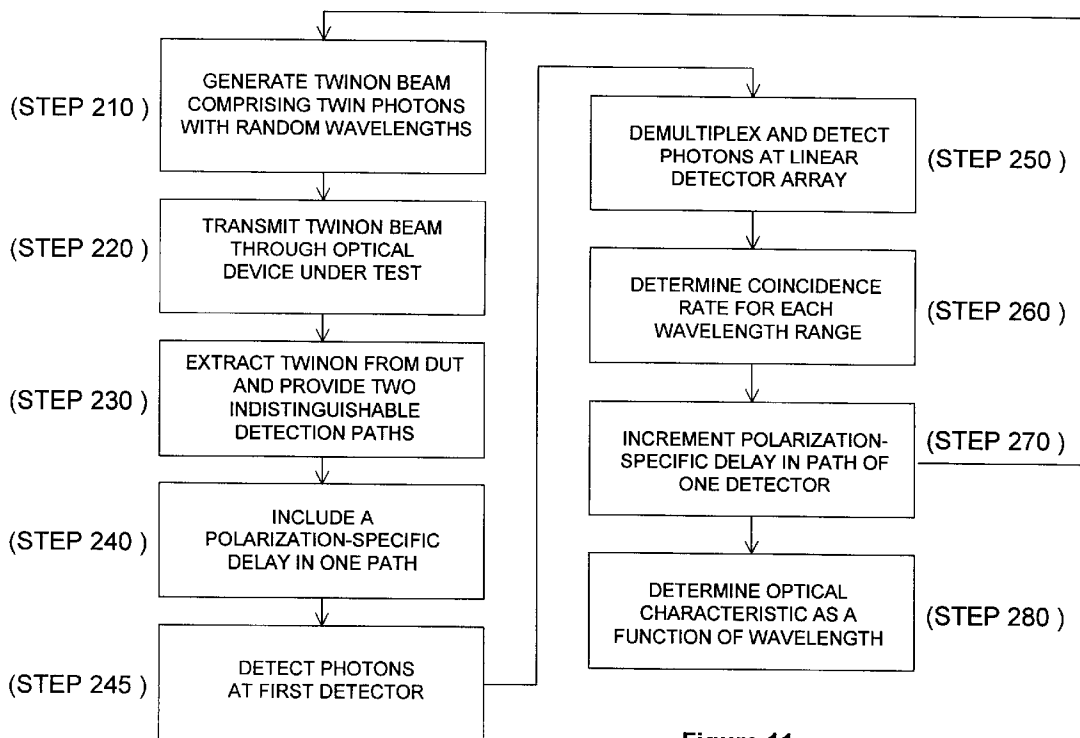 (STEP 210 )
GENERATE TWINON BEAM
COMPRISING TWIN PHOTONS
WITH RANDOM WAVELENGTHS
(STEP 220 )
TRANSMIT TWINON BEAM
THROUGH OPTICAL
DEVICE UNDER TEST
(STEP 230 )
EXTRACT TWINON FROM DUT
AND PROVIDE TWO
INDISTINGUISHABLE
DETECTION PATHS
(STEP 240 )
INCLUDE A
POLARIZATION-SPECIFIC
DELAY IN ONE PATH
(STEP 245 )
DETECT PHOTONS
AT FIRST DETECTOR
DEMULTIPLEX AND DETECT
PHOTONS AT LINEAR
DETECTOR ARRAY
(STEP 250 )
DETERMINE COINCIDENCE
RATE FOR EACH
WAVELENGTH RANGE
(STEP 260 )
INCREMENT POLARIZATION-
SPECIFIC DELAY IN PATH OF
ONE DETECTOR
(STEP 270 )
DETERMINE OPTICAL
CHARACTERISTIC AS A
FUNCTION OF WAVELENGTH
(STEP 280 )